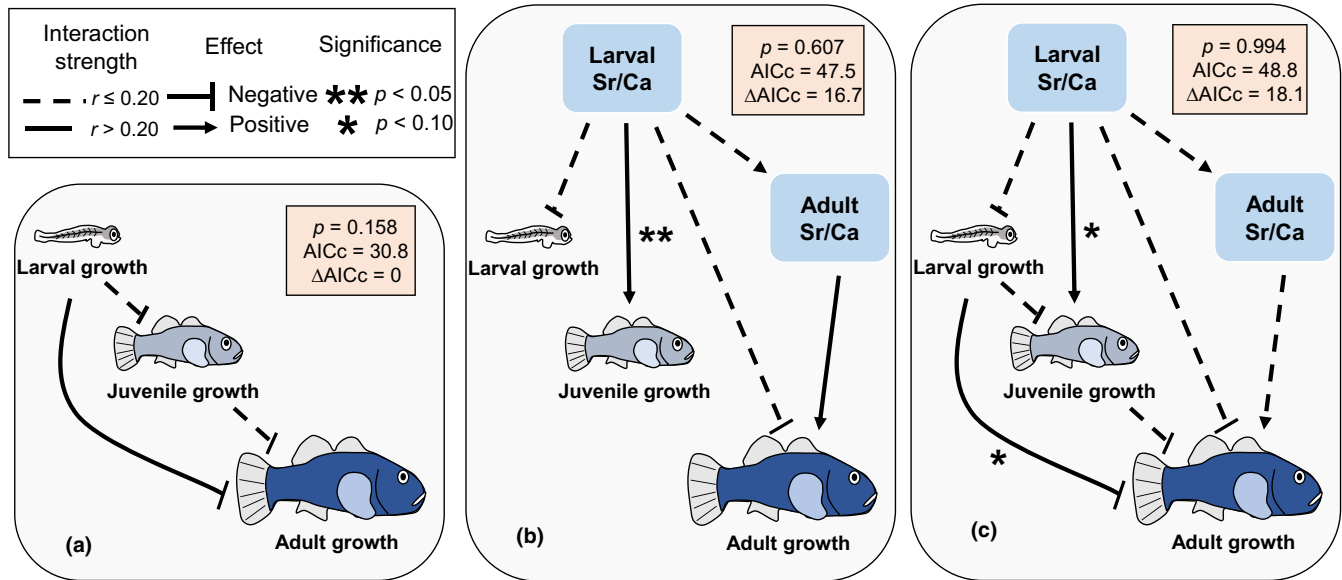 Interaction strength
Effect
Significance
r ≤ 0.20
Negative
** p < 0.05
r > 0.20
Positive
* p < 0.10
p = 0.158
AICc = 30.8
ΔAICc = 0
Larval growth
Juvenile growth
Adult growth
(a)
Larval
Sr/Ca
p = 0.607
AICc = 47.5
ΔAICc = 16.7
Adult
Sr/Ca
Larval growth
**
Juvenile growth
Adult growth
(b)
Larval
Sr/Ca
p = 0.994
AICc = 48.8
ΔAICc = 18.1
Adult
Sr/Ca
*
Larval growth
Juvenile growth
*
Adult growth
(c)